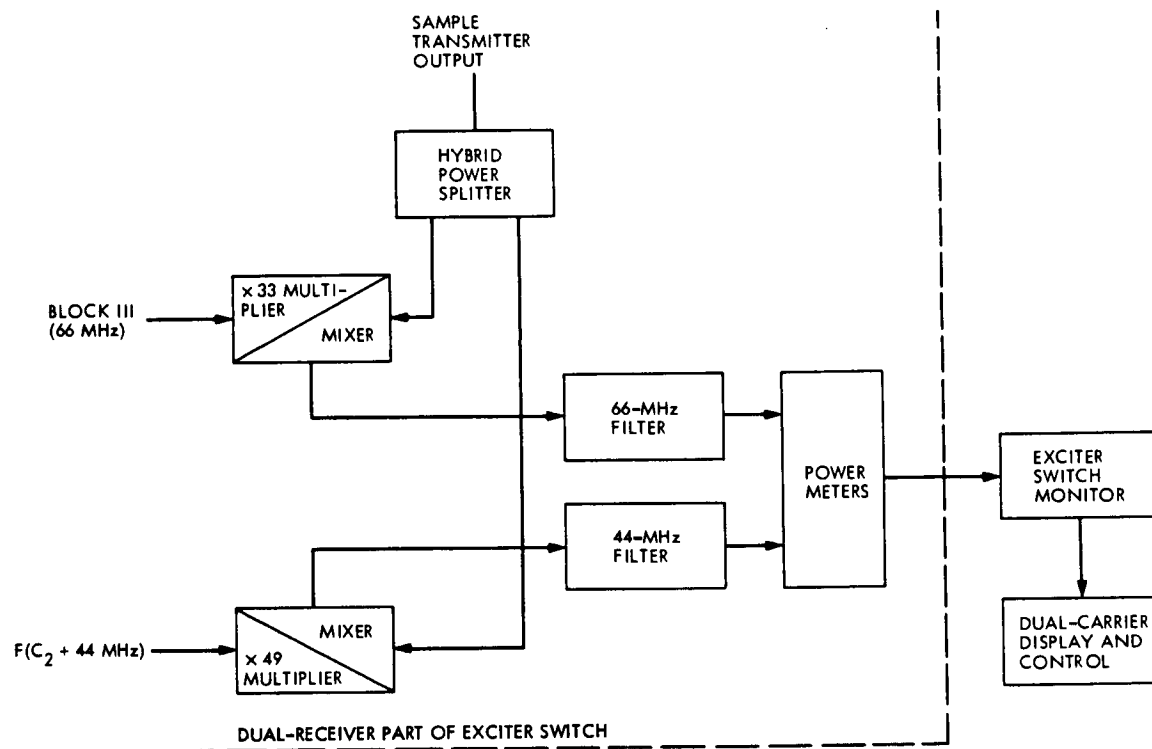 SAMPLE
TRANSMITTER
OUTPUT
HYBRID
POWER
SPLITTER
× 33 MULTI-
PLIER
MIXER
BLOCK III
(66 MHz)
66-MHz
FILTER
POWER
METERS
EXCITER
SWITCH
MONITOR
44-MHz
FILTER
MIXER
× 49
MULTIPLIER
F(C₂ + 44 MHz)
DUAL-CARRIER
DISPLAY AND
CONTROL
DUAL-RECEIVER PART OF EXCITER SWITCH